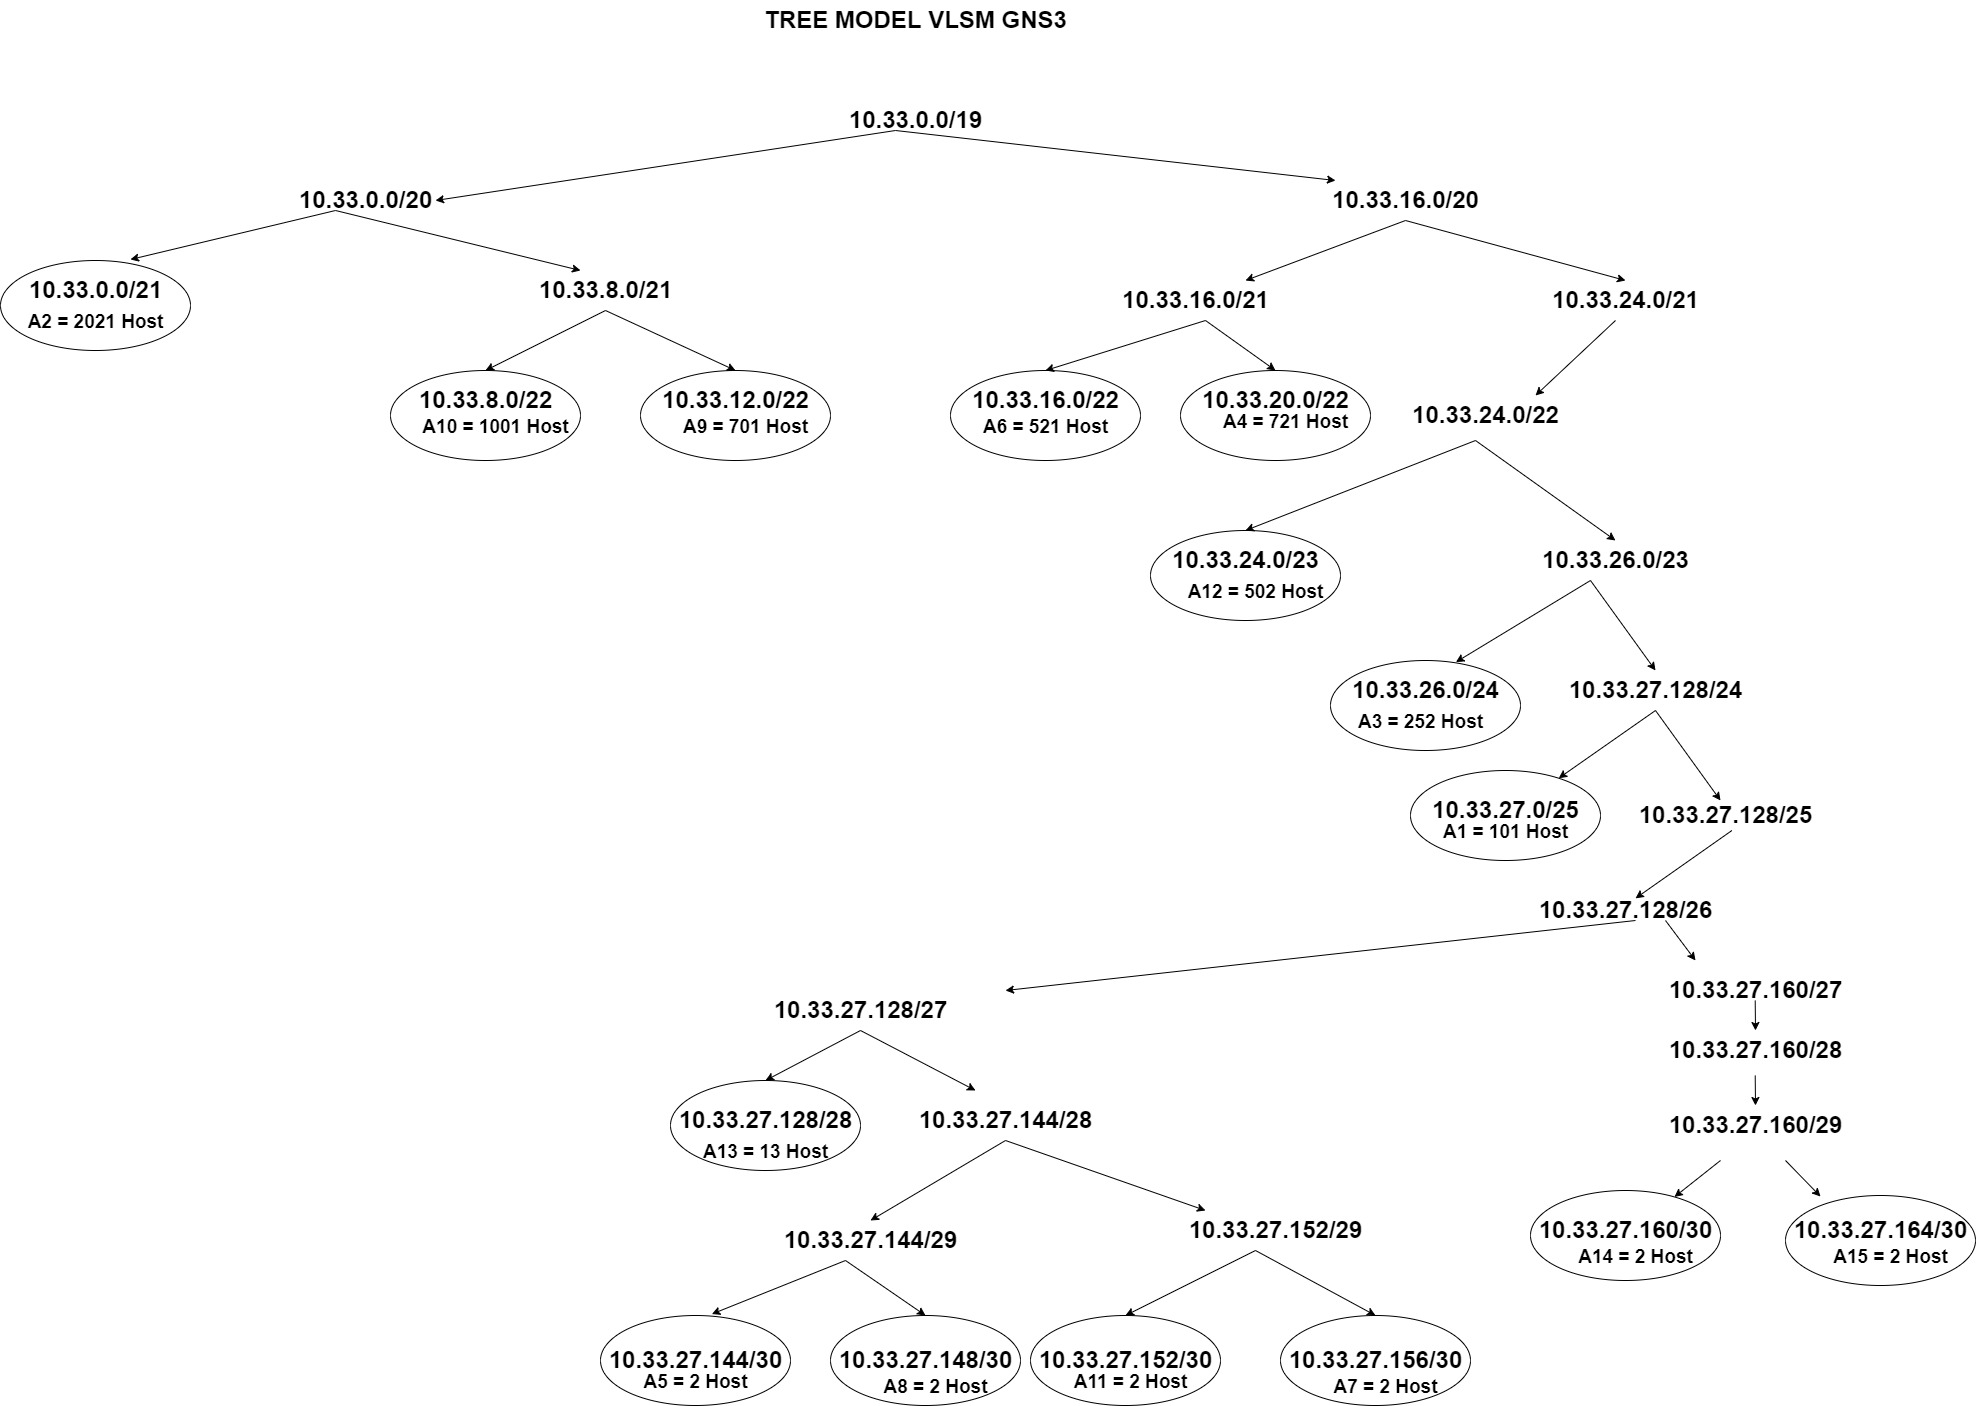 TREE MODEL VLSM GNS3
10.33.0.0/19
10.33.0.0/20
10.33.16.0/20
10.33.0.0/21
A2 = 2021 Host
10.33.8.0/21
10.33.16.0/21
10.33.24.0/21
10.33.8.0/22
A10 = 1001 Host
10.33.12.0/22
A9 = 701 Host
10.33.16.0/22
A6 = 521 Host
10.33.20.0/22
A4 = 721 Host
10.33.24.0/22
10.33.24.0/23
A12 = 502 Host
10.33.26.0/23
10.33.26.0/24
A3 = 252 Host
10.33.27.128/24
10.33.27.0/25
A1 = 101 Host
10.33.27.128/25
10.33.27.128/26
10.33.27.128/27
10.33.27.160/27
10.33.27.160/28
10.33.27.128/28
A13 = 13 Host
10.33.27.144/28
10.33.27.160/29
10.33.27.144/29
10.33.27.152/29
10.33.27.160/30
A14 = 2 Host
10.33.27.164/30
A15 = 2 Host
10.33.27.144/30
A5 = 2 Host
10.33.27.148/30
A8 = 2 Host
10.33.27.152/30
A11 = 2 Host
10.33.27.156/30
A7 = 2 Host